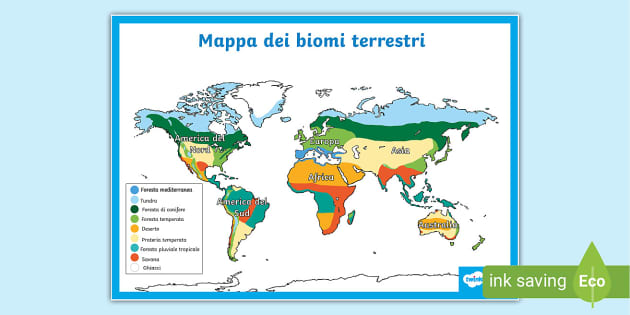 Mappa dei biomi terrestri
America del
Nord
Europa
Asia
Africa
America del
Sud
Australia
Foresta mediterranea
Tundra
Foresta di conifere
Foresta temperata
Deserto
Prateria temperata
Foresta pluviale tropicale
Savana
Ghiacci
twinkl
ink saving
Eco